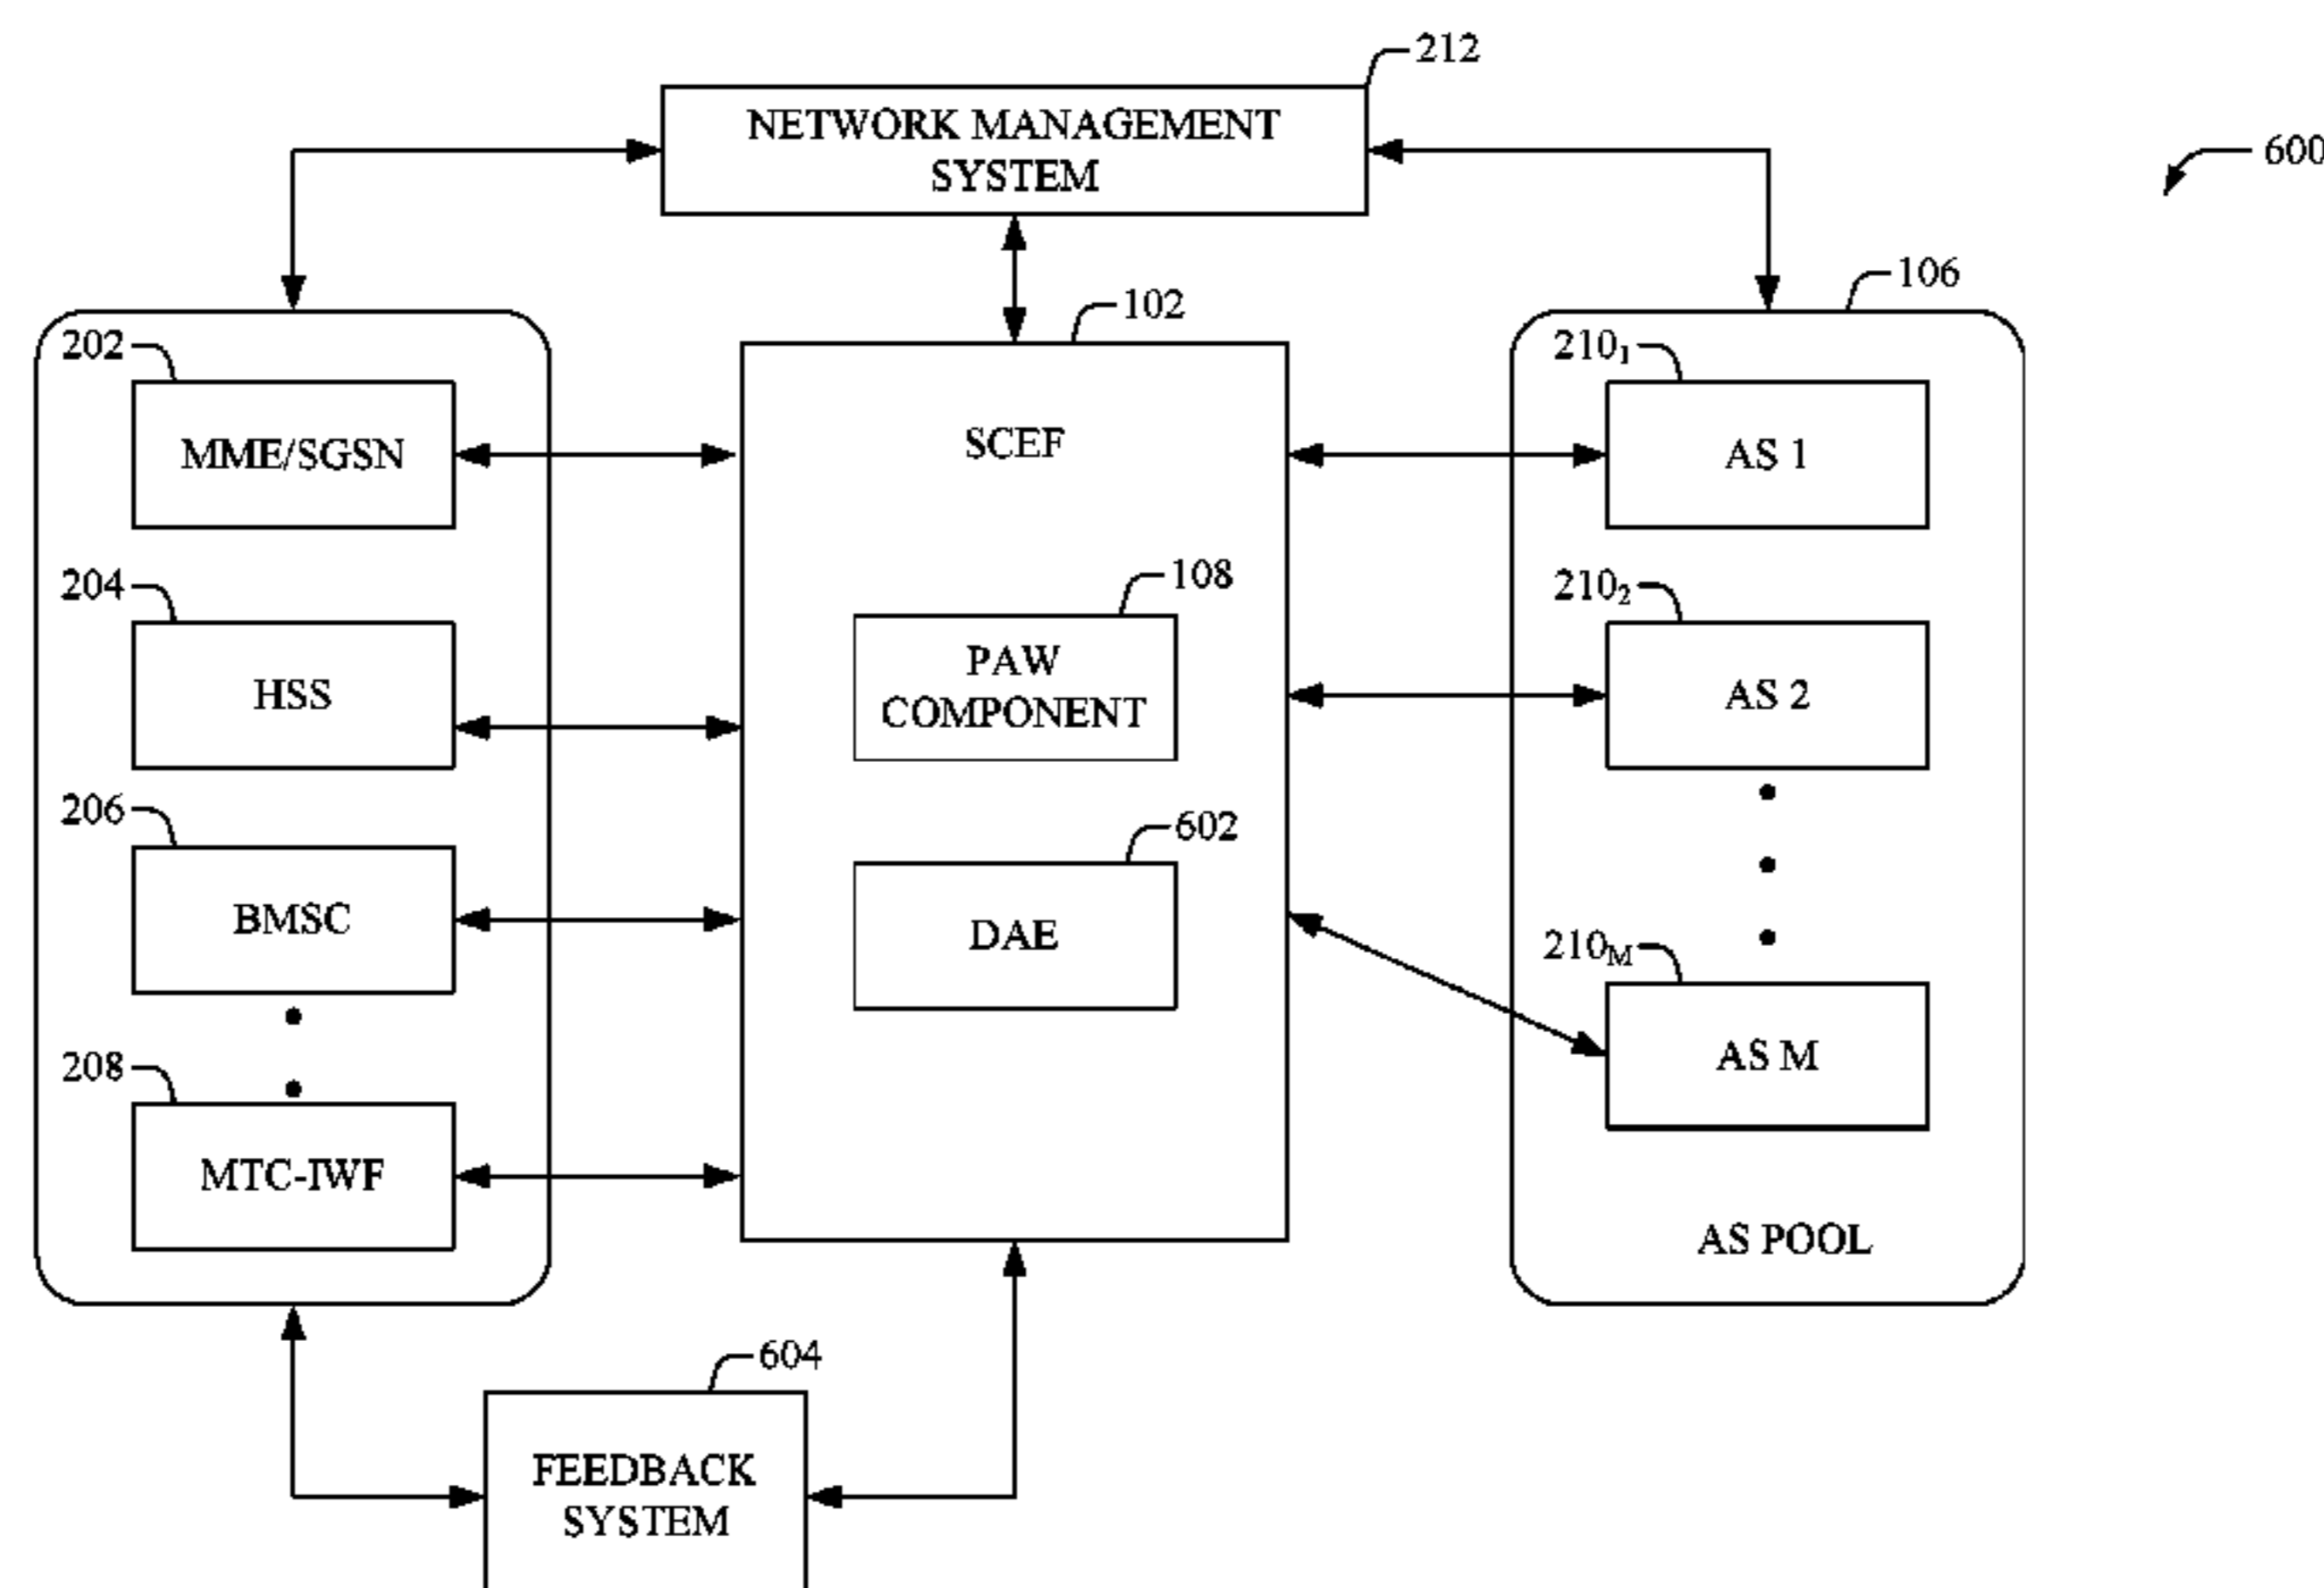 212
NETWORK MANAGEMENT
SYSTEM
600
106
102
202
210₁
MME/SGSN
SCEF
AS 1
108
204
210₂
PAW
COMPONENT
HSS
AS 2
206
602
BMSC
DAE
210M
208
AS M
MTC-IWF
AS POOL
604
FEEDBACK
SYSTEM